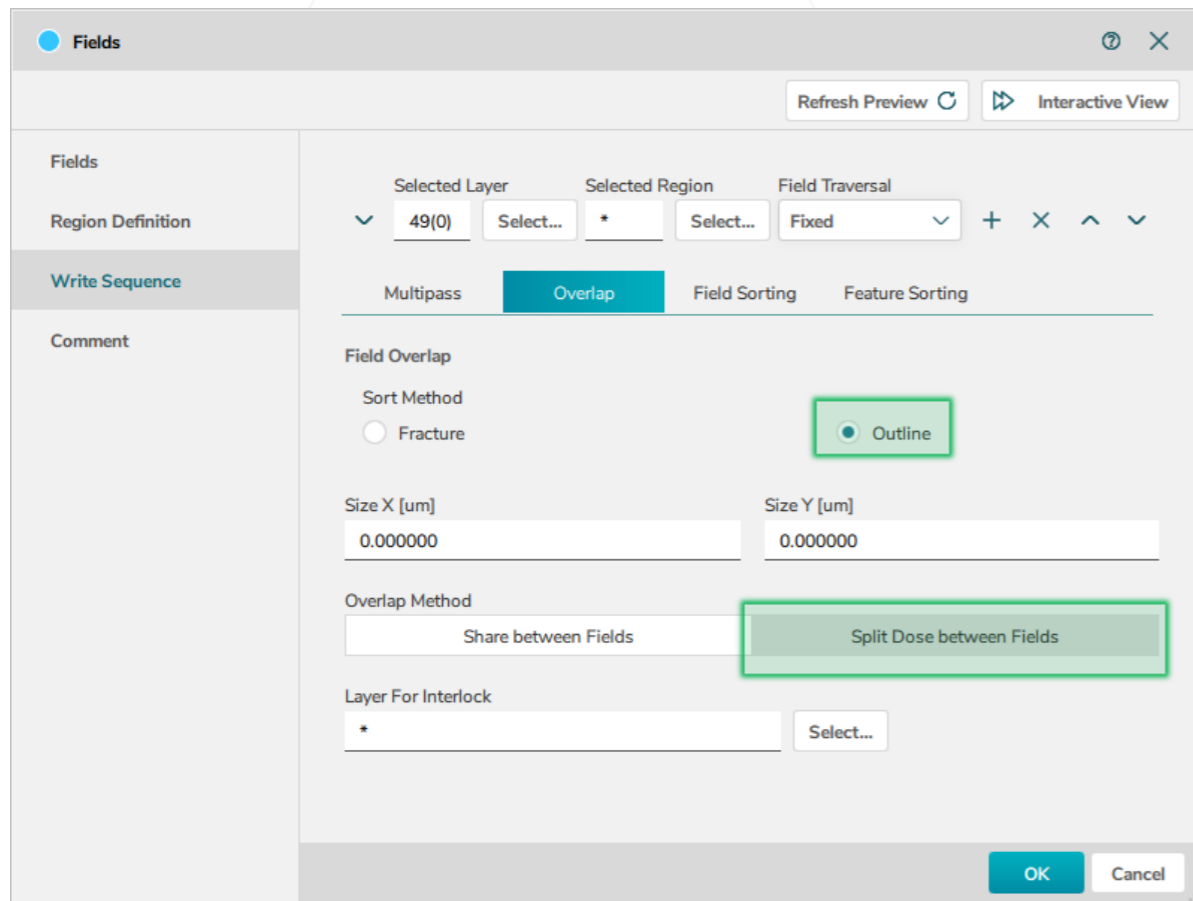 Fields
Refresh Preview
Interactive View
Fields
Region Definition
Write Sequence
Comment
Selected Layer Selected Region Field Traversal
49(0) Select... * Select... Fixed
Multipass Overlap Field Sorting Feature Sorting
Field Overlap
Sort Method
Fracture Outline
Size X [um] Size Y [um]
0.000000 0.000000
Overlap Method
Share between Fields Split Dose between Fields
Layer For Interlock
* Select...
OK Cancel